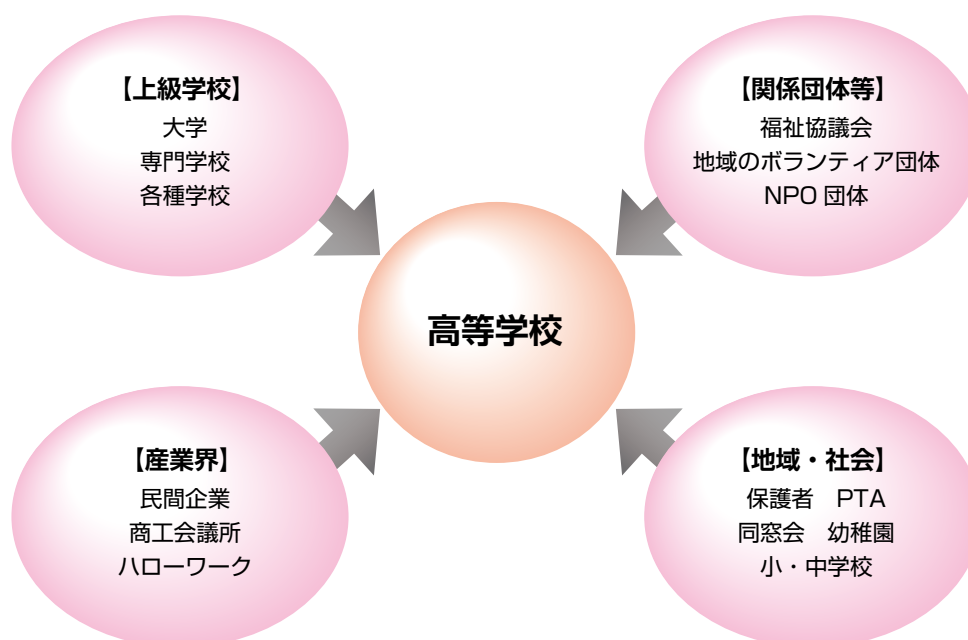 【上級学校】
大学
専門学校
各種学校
【関係団体等】
福祉協議会
地域のボランティア団体
NPO 団体
高等学校
【産業界】
民間企業
商工会議所
ハローワーク
【地域・社会】
保護者　PTA
同窓会　幼稚園
小・中学校